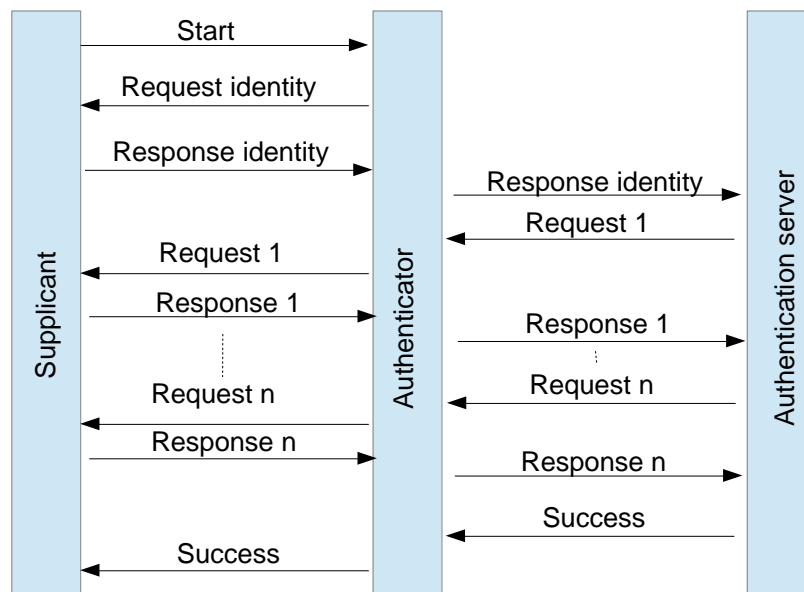 Start
Request identity
Response identity
Response identity
Request 1
Request 1
Response 1
Response 1
Request n
Request n
Response n
Response n
Success
Success
Supplicant
Authenticator
Authentication server